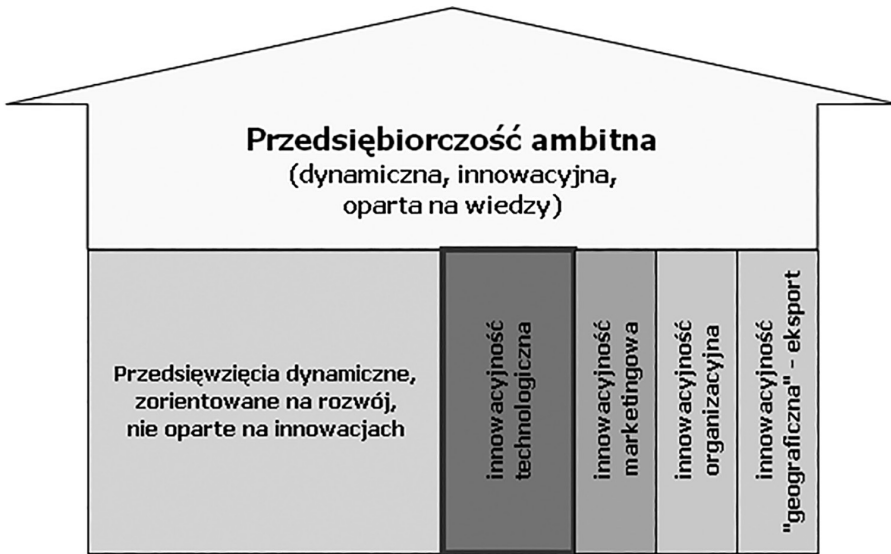 Przedsiębiorczość ambitna
(dynamiczna, innowacyjna,
oparta na wiedzy)
Przedsięwzięcia dynamiczne,
zorientowane na rozwój,
nie oparte na innowacjach
innowacyjność
technologiczna
innowacyjność
marketingowa
innowacyjność
organizacyjna
innowacyjność
"geograficzna" - eksport